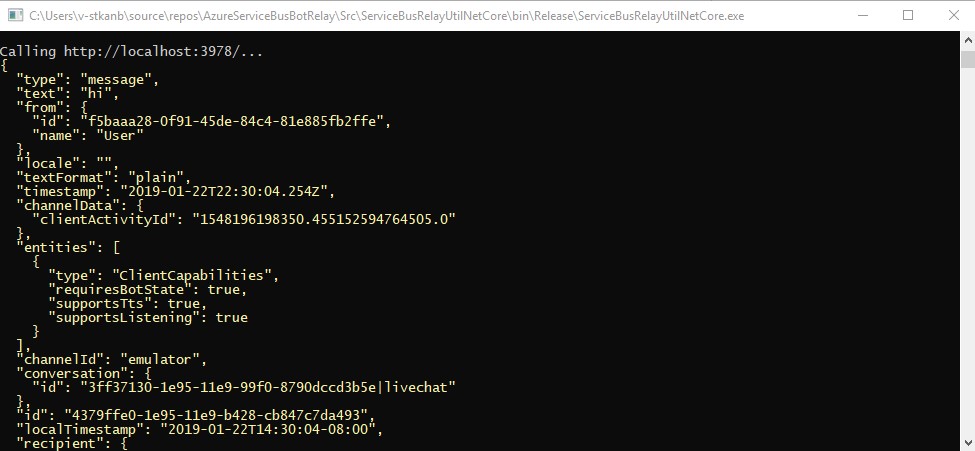 C:\Users\v-stkanb\source\repos\AzureServiceBusBotRelay\Src\ServiceBusRelayUtilNetCore\bin\Release\ServiceBusRelayUtilNetCore.exe
Calling http://localhost:3978/...
{
  "type": "message",
  "text": "hi",
  "from": {
    "id": "f5baaa28-0f91-45de-84c4-81e885fb2ffe",
    "name": "User"
  },
  "locale": "",
  "textFormat": "plain",
  "timestamp": "2019-01-22T22:30:04.254Z",
  "channelData": {
    "clientActivityId": "1548196198350.455152594764505.0"
  },
  "entities": [
    {
      "type": "ClientCapabilities",
      "requiresBotState": true,
      "supportsTts": true,
      "supportsListening": true
    }
  ],
  "channelId": "emulator",
  "conversation": {
    "id": "3ff37130-1e95-11e9-99f0-8790dccd3b5e|livechat"
  },
  "id": "4379ffe0-1e95-11e9-b428-cb847c7da493",
  "localTimestamp": "2019-01-22T14:30:04-08:00",
  "recipient": {